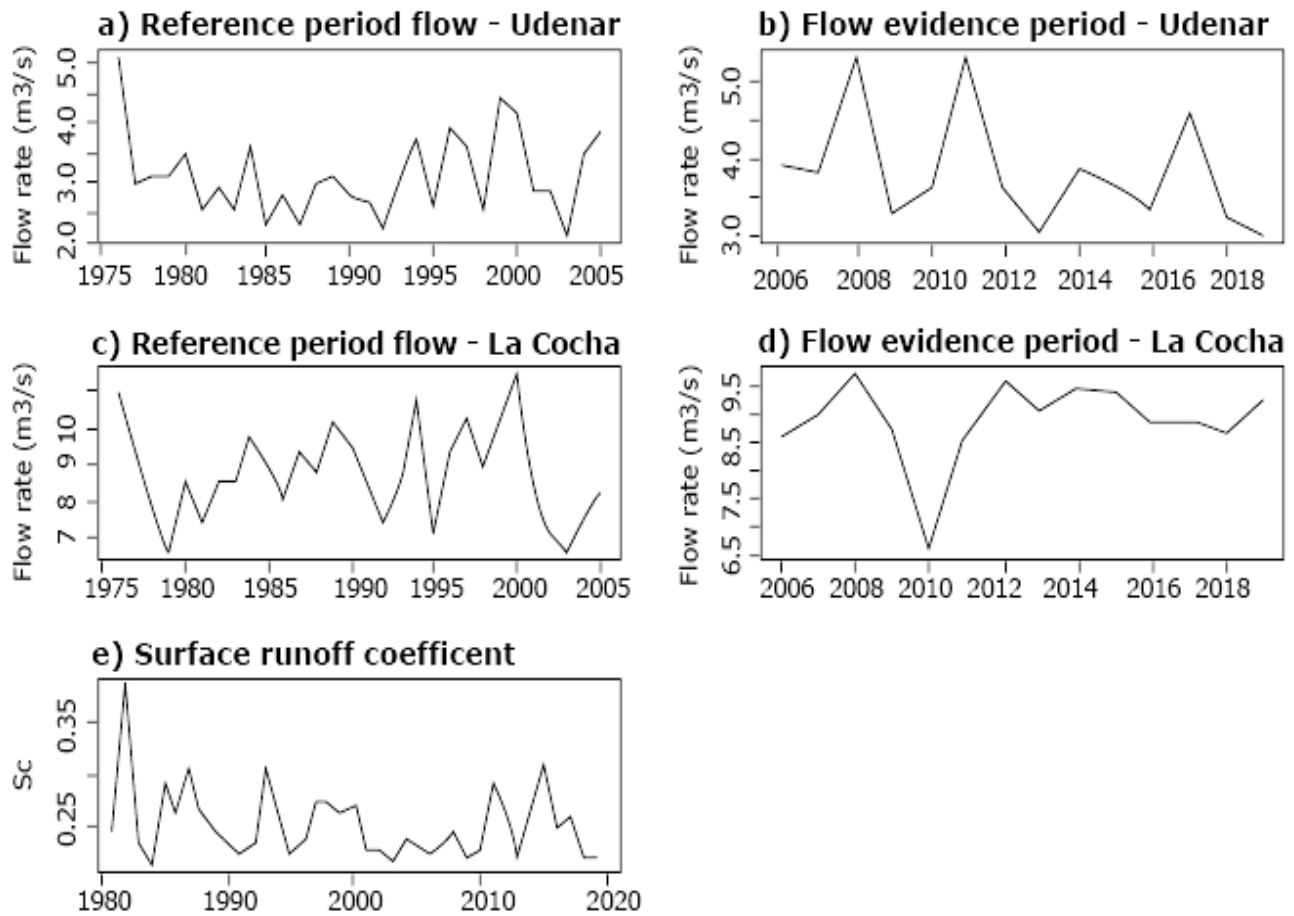 a) Reference period flow - Udenar
Flow rate (m3/s)
5.0
4.0
3.0
2.0
1975 1980 1985 1990 1995 2000 2005
b) Flow evidence period - Udenar
Flow rate (m3/s)
5.0
4.0
3.0
2006 2008 2010 2012 2014 2016 2018
c) Reference period flow - La Cocha
Flow rate (m3/s)
10
9
8
7
1975 1980 1985 1990 1995 2000 2005
d) Flow evidence period - La Cocha
Flow rate (m3/s)
9.5
8.5
7.5
6.5
2006 2008 2010 2012 2014 2016 2018
e) Surface runoff coefficent
Sc
0.35
0.25
1980 1990 2000 2010 2020